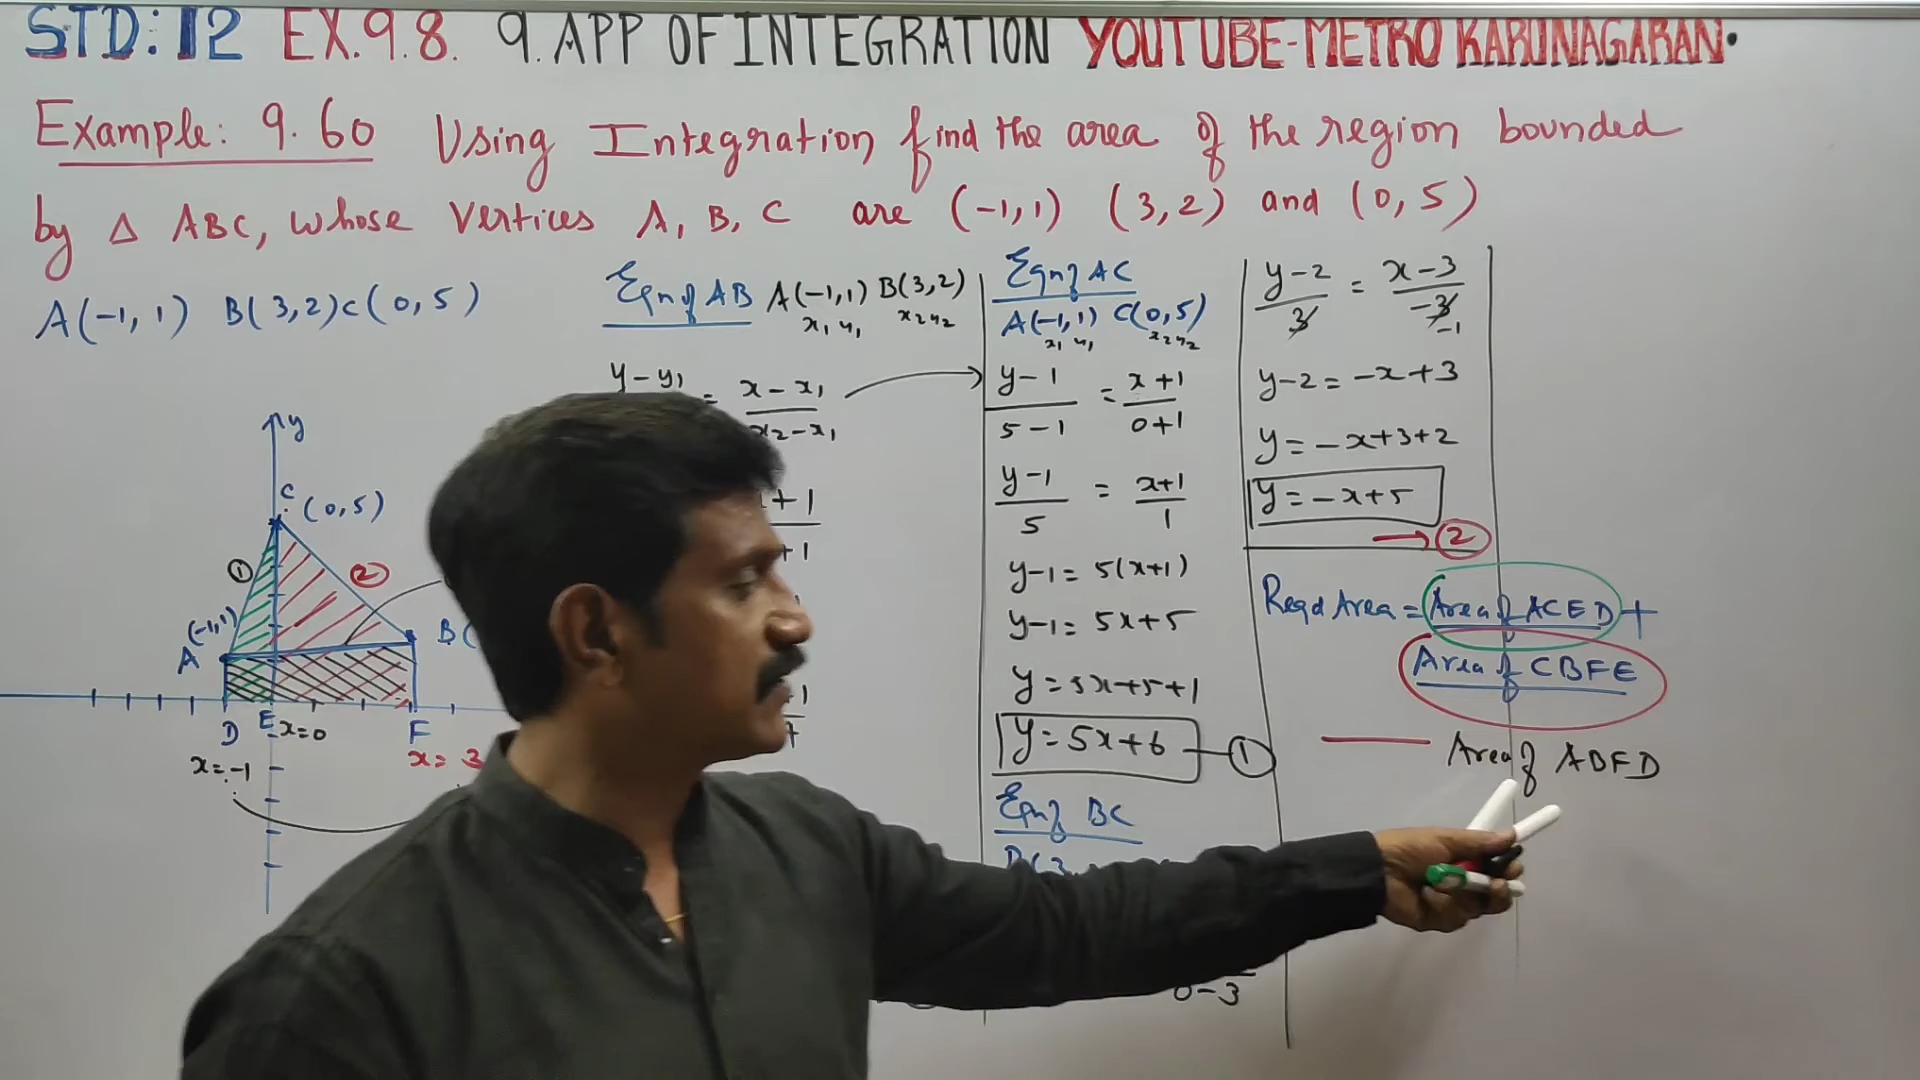 STD: 12 EX.9.8. 9. APP OF INTEGRATION YOUTUBE-METRO KARUNAGARAN.
Example: 9.60 Using Integration find the area of the region bounded
by Δ ABC, whose vertices A, B, C are (-1,1) (3,2) and (0,5)
A(-1,1) B(3,2) C(0,5)
y
C (0,5)
①
②
(-1,1)
A
B(
D E x=0 F
x=-1
x=3
Eqn of AB A(-1,1) B(3,2)
x₁ y₁ x₂ y₂
y-y₁ = x-x₁
x₂-x₁
+1
+1
-1
Eqn of AC
A(-1,1) C(0,5)
x₁ y₁ x₂ y₂
y-1 / 5-1 = x+1 / 0+1
y-1 / 5 = x+1 / 1
y-1 = 5(x+1)
y-1 = 5x+5
y = 5x+5+1
y = 5x+6 — ①
Eqn of BC
0-3
y-2 / 3 = x-3 / -3
-1
y-2 = -x+3
y = -x+3+2
y = -x+5
→ ②
Reqd Area = Area of ACED +
Area of CBFE
— Area of ABFD